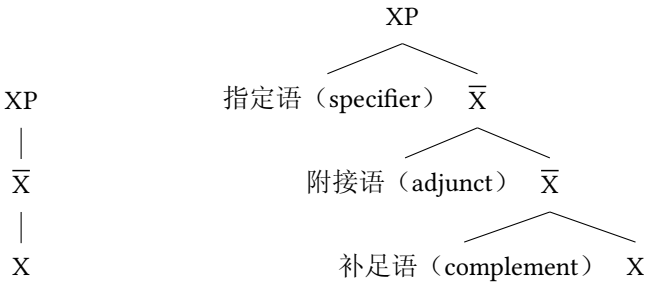 XP
指定语（specifier） X̅
附接语（adjunct） X̅
补足语（complement） X
XP
X̅
X